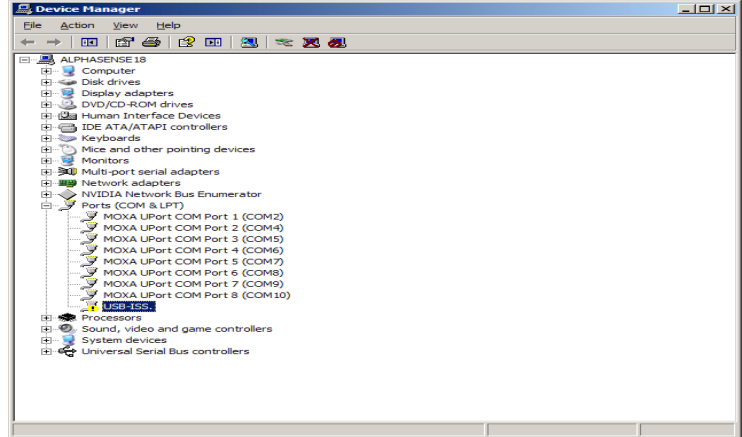 Device Manager
File Action View Help
ALPHASENSE18
Computer
Disk drives
Display adapters
DVD/CD-ROM drives
Human Interface Devices
IDE ATA/ATAPI controllers
Keyboards
Mice and other pointing devices
Monitors
Multi-port serial adapters
Network adapters
NVIDIA Network Bus Enumerator
Ports (COM & LPT)
MOXA UPort COM Port 1 (COM2)
MOXA UPort COM Port 2 (COM4)
MOXA UPort COM Port 3 (COM5)
MOXA UPort COM Port 4 (COM6)
MOXA UPort COM Port 5 (COM7)
MOXA UPort COM Port 6 (COM8)
MOXA UPort COM Port 7 (COM9)
MOXA UPort COM Port 8 (COM10)
USB-ISS.
Processors
Sound, video and game controllers
System devices
Universal Serial Bus controllers